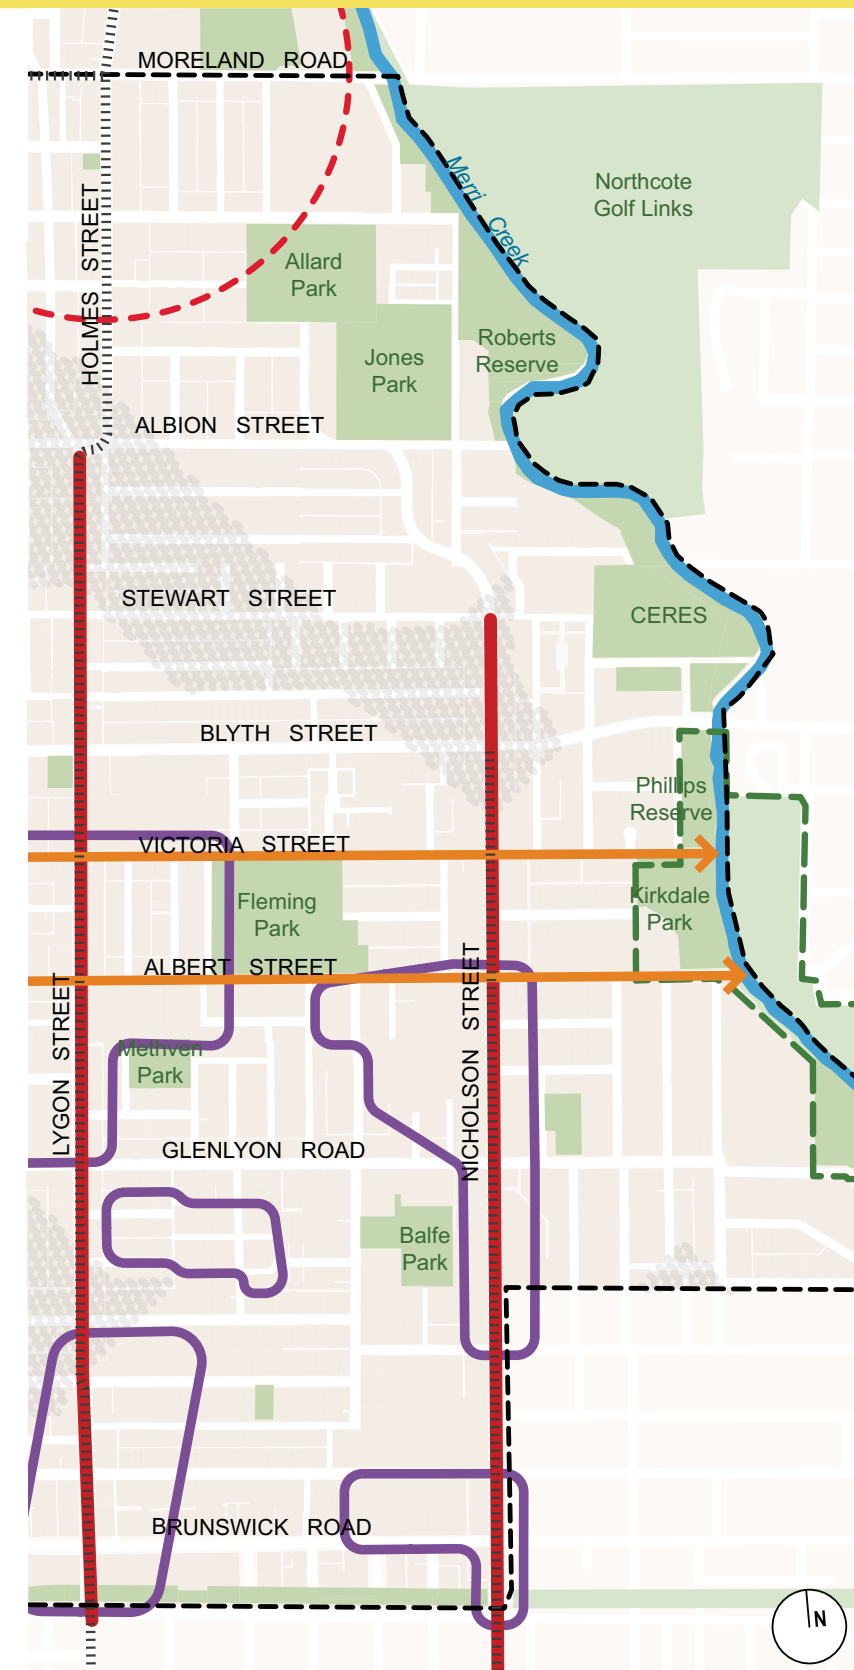 MORELAND ROAD
Merri Creek
Northcote
Golf Links
HOLMES STREET
Allard
Park
Roberts
Reserve
Jones
Park
ALBION STREET
STEWART STREET
CERES
BLYTH STREET
Phillips
Reserve
VICTORIA STREET
Fleming
Park
Kirkdale
Park
ALBERT STREET
LYGON STREET
NICHOLSON STREET
Methven
Park
GLENLYON ROAD
Balfe
Park
BRUNSWICK ROAD
N